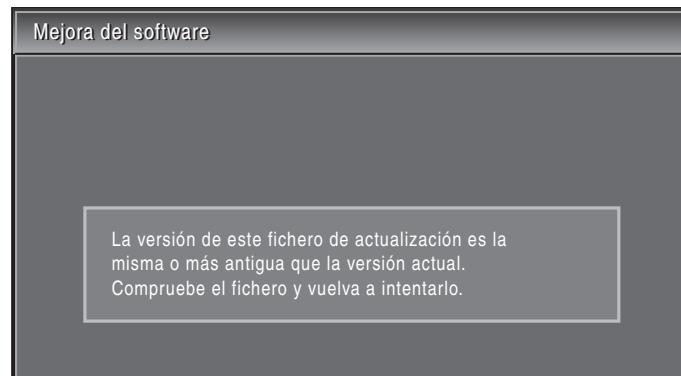 Mejora del software
La versión de este fichero de actualización es la
misma o más antigua que la versión actual.
Compruebe el fichero y vuelva a intentarlo.